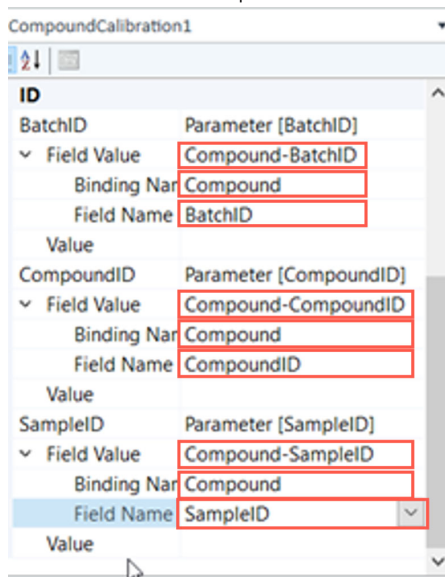 CompoundCalibration1
ID
BatchID Parameter [BatchID]
Field Value Compound-BatchID
Binding Nar Compound
Field Name BatchID
Value
CompoundID Parameter [CompoundID]
Field Value Compound-CompoundID
Binding Nar Compound
Field Name CompoundID
Value
SampleID Parameter [SampleID]
Field Value Compound-SampleID
Binding Nar Compound
Field Name SampleID
Value